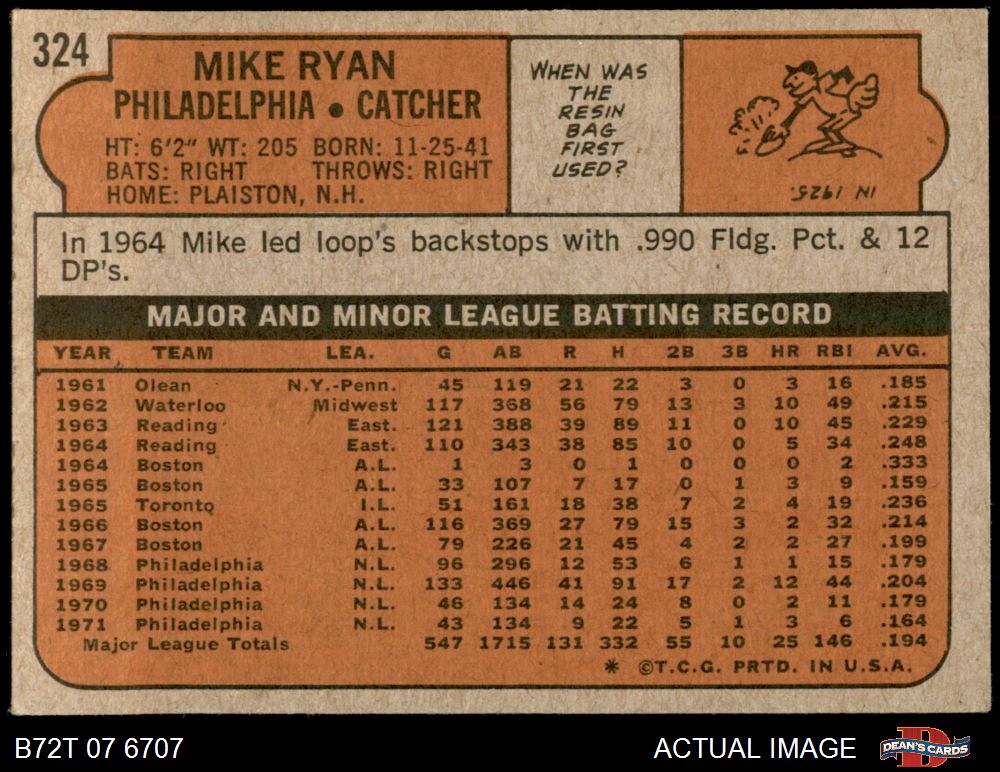 324
MIKE RYAN
PHILADELPHIA • CATCHER
HT: 6'2" WT: 205 BORN: 11-25-41
BATS: RIGHT THROWS: RIGHT
HOME: PLAISTON, N.H.
WHEN WAS
THE
RESIN
BAG
FIRST
USED?
IN 1925.
In 1964 Mike led loop's backstops with .990 Fldg. Pct. & 12
DP's.
MAJOR AND MINOR LEAGUE BATTING RECORD
YEAR TEAM LEA. G AB R H 2B 3B HR RBI AVG.
1961 Olean N.Y.-Penn. 45 119 21 22 3 0 3 16 .185
1962 Waterloo Midwest 117 368 56 79 13 3 10 49 .215
1963 Reading East. 121 388 39 89 11 0 10 45 .229
1964 Reading East. 110 343 38 85 10 0 5 34 .248
1964 Boston A.L. 1 3 0 1 0 0 0 2 .333
1965 Boston A.L. 33 107 7 17 0 1 3 9 .159
1965 Toronto I.L. 51 161 18 38 7 2 4 19 .236
1966 Boston A.L. 116 369 27 79 15 3 2 32 .214
1967 Boston A.L. 79 226 21 45 4 2 2 27 .199
1968 Philadelphia N.L. 96 296 12 53 6 1 1 15 .179
1969 Philadelphia N.L. 133 446 41 91 17 2 12 44 .204
1970 Philadelphia N.L. 46 134 14 24 8 0 2 11 .179
1971 Philadelphia N.L. 43 134 9 22 5 1 3 6 .164
Major League Totals 547 1715 131 332 55 10 25 146 .194
* ©T.C.G. PRTD. IN U.S.A.
B72T 07 6707
ACTUAL IMAGE
DEAN'S CARDS